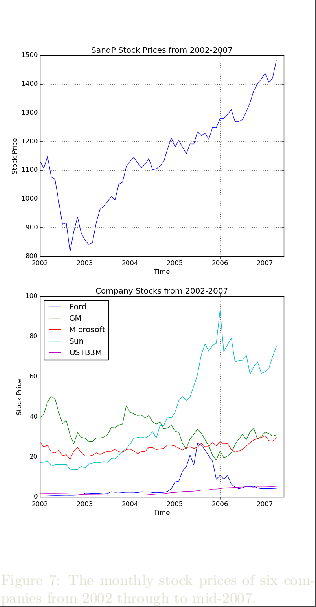 SandP Stock Prices from 2002-2007
1500
1400
1300
1200
1100
1000
900
800
Stock Price
2002 2003 2004 2005 2006 2007
Time
Company Stocks from 2002-2007
100
80
60
40
20
0
Stock Price
Ford
GM
Microsoft
Sun
USTB3M
2002 2003 2004 2005 2006 2007
Time
Figure 7: The monthly stock prices of six com-
panies from 2002 through to mid-2007.